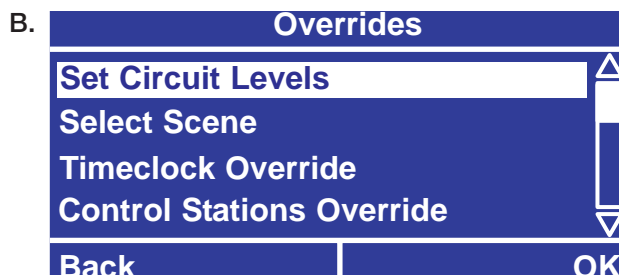 B.
Overrides
Set Circuit Levels
Select Scene
Timeclock Override
Control Stations Override
Back OK